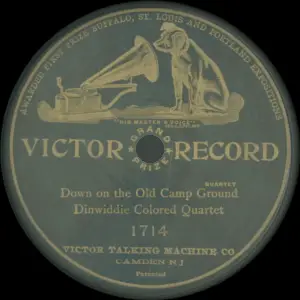 AWARDED FIRST PRIZE BUFFALO, ST. LOUIS AND PORTLAND EXPOSITIONS
"HIS MASTER'S VOICE"
GRAND
VICTOR RECORD
PRIZE
QUARTET
Down on the Old Camp Ground
Dinwiddie Colored Quartet
1714
VICTOR TALKING MACHINE CO.
CAMDEN N J
Patented